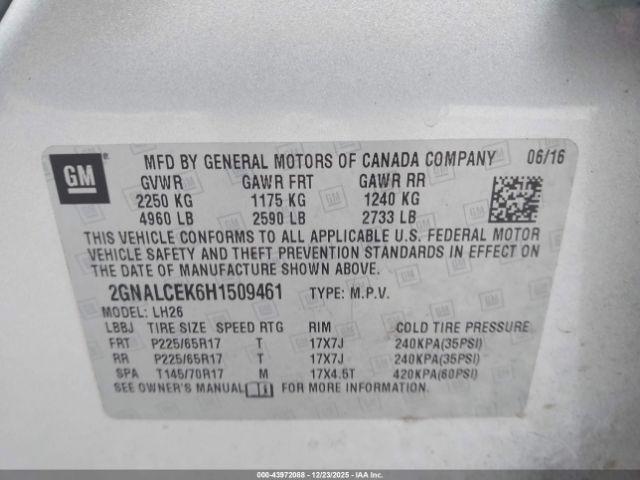 GM
MFD BY GENERAL MOTORS OF CANADA COMPANY 06/16
GVWR GAWR FRT GAWR RR
2250 KG 1175 KG 1240 KG
4960 LB 2590 LB 2733 LB
THIS VEHICLE CONFORMS TO ALL APPLICABLE U.S. FEDERAL MOTOR
VEHICLE SAFETY AND THEFT PREVENTION STANDARDS IN EFFECT ON
THE DATE OF MANUFACTURE SHOWN ABOVE.
2GNALCEK6H1509461 TYPE: M.P.V.
MODEL: LH26
LBBJ TIRE SIZE SPEED RTG RIM COLD TIRE PRESSURE
FRT P225/65R17 T 17X7J 240KPA(35PSI)
RR P225/65R17 T 17X7J 240KPA(35PSI)
SPA T145/70R17 M 17X4.5T 420KPA(60PSI)
SEE OWNER'S MANUAL FOR MORE INFORMATION.
000-43972088 - 12/23/2025 - IAA Holdings, LLC.